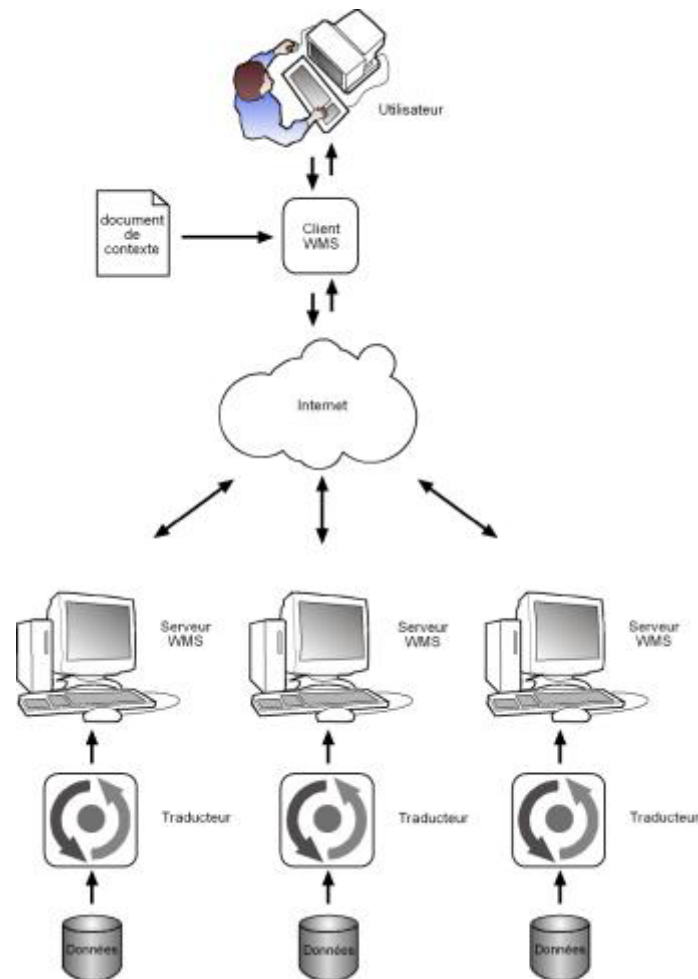 Utilisateur
document
de
contexte
Client
WMS
Internet
Serveur
WMS
Serveur
WMS
Serveur
WMS
Traducteur
Traducteur
Traducteur
Données
Données
Données